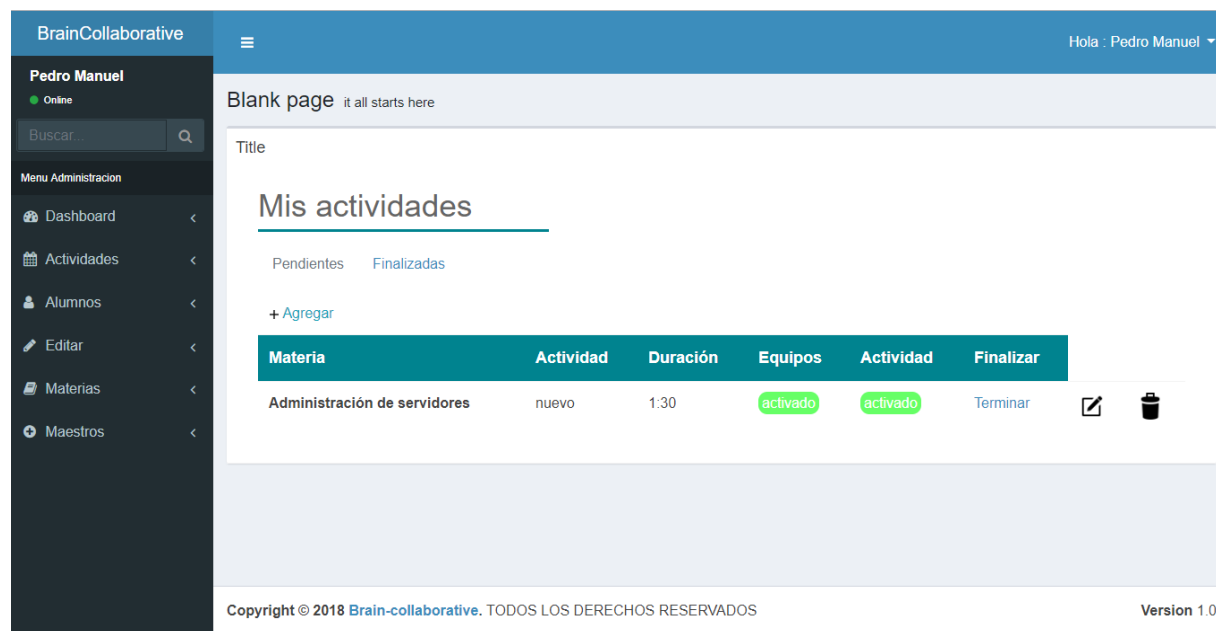 BrainCollaborative
Hola : Pedro Manuel
Pedro Manuel
Online
Buscar...
Menu Administracion
Dashboard
Actividades
Alumnos
Editar
Materias
Maestros
Blank page it all starts here
Title
Mis actividades
Pendientes Finalizadas
+ Agregar
Materia Actividad Duración Equipos Actividad Finalizar
Administración de servidores nuevo 1:30 activado activado Terminar
Copyright © 2018 Brain-collaborative. TODOS LOS DERECHOS RESERVADOS Version 1.0